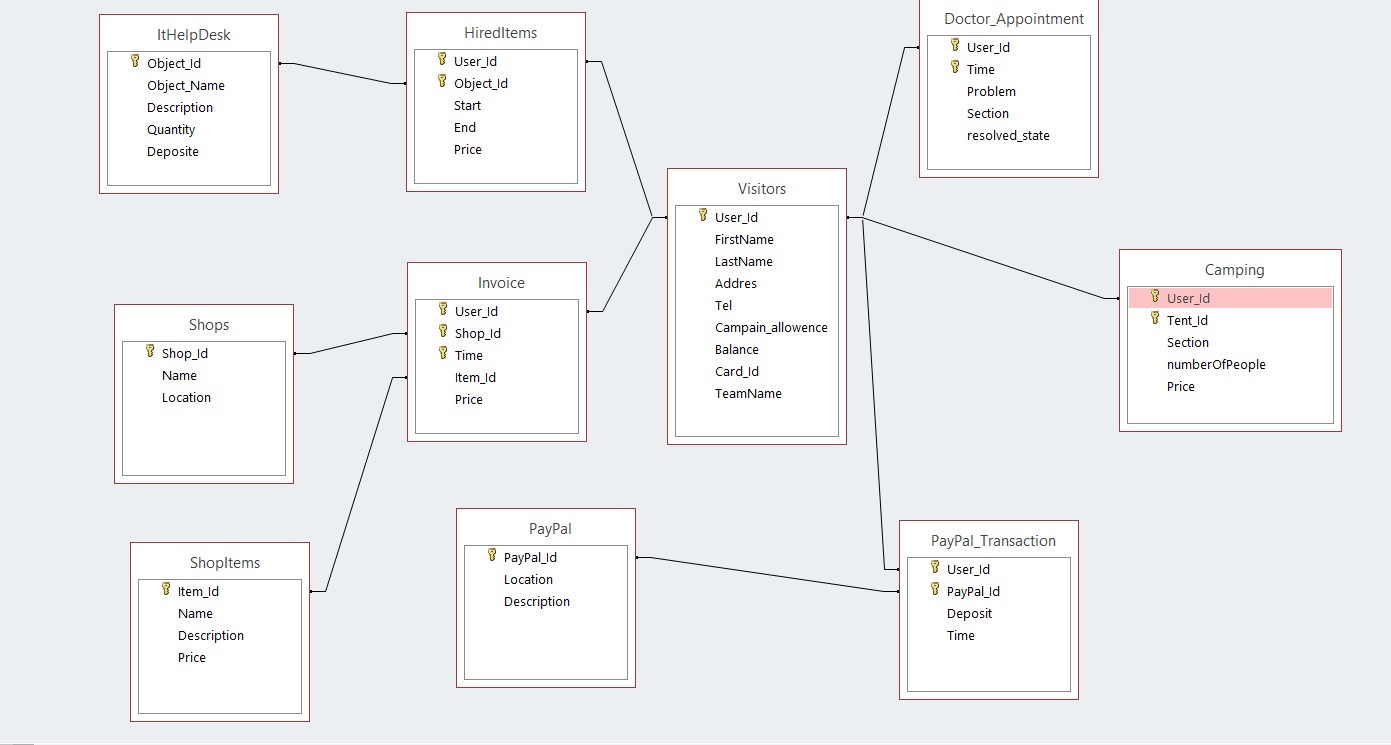 ItHelpDesk
Object_Id
Object_Name
Description
Quantity
Deposite
HiredItems
User_Id
Object_Id
Start
End
Price
Doctor_Appointment
User_Id
Time
Problem
Section
resolved_state
Visitors
User_Id
FirstName
LastName
Addres
Tel
Campain_allowence
Balance
Card_Id
TeamName
Camping
User_Id
Tent_Id
Section
numberOfPeople
Price
Invoice
User_Id
Shop_Id
Time
Item_Id
Price
Shops
Shop_Id
Name
Location
ShopItems
Item_Id
Name
Description
Price
PayPal
PayPal_Id
Location
Description
PayPal_Transaction
User_Id
PayPal_Id
Deposit
Time